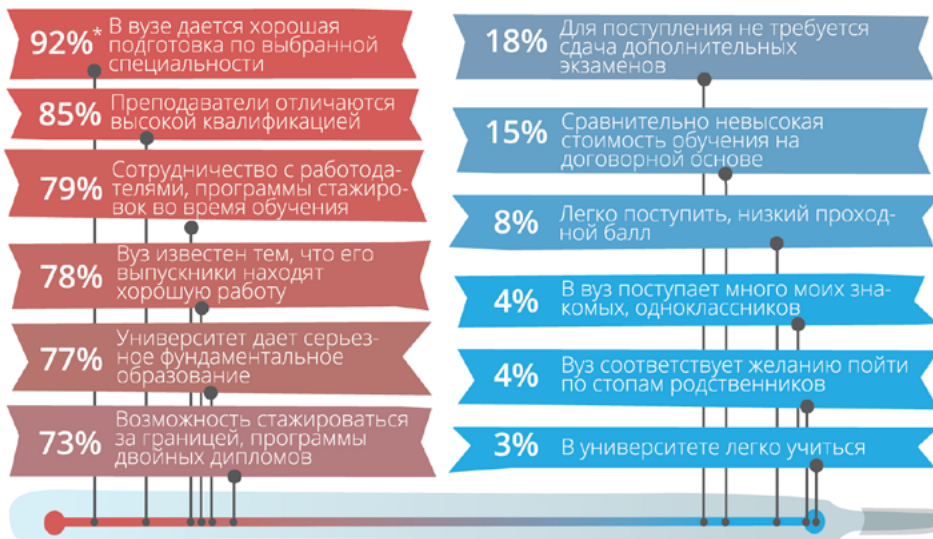 92%* В вузе дается хорошая
подготовка по выбранной
специальности
85% Преподаватели отличаются
высокой квалификацией
79% Сотрудничество с работода-
телями, программы стажиро-
вок во время обучения
78% Вуз известен тем, что его
выпускники находят
хорошую работу
77% Университет дает серьез-
ное фундаментальное
образование
73% Возможность стажироваться
за границей, программы
двойных дипломов
18% Для поступления не требуется
сдача дополнительных
экзаменов
15% Сравнительно невысокая
стоимость обучения на
договорной основе
8% Легко поступить, низкий проход-
ной балл
4% В вуз поступает много моих зна-
комых, одноклассников
4% Вуз соответствует желанию пойти
по стопам родственников
3% В университете легко учиться